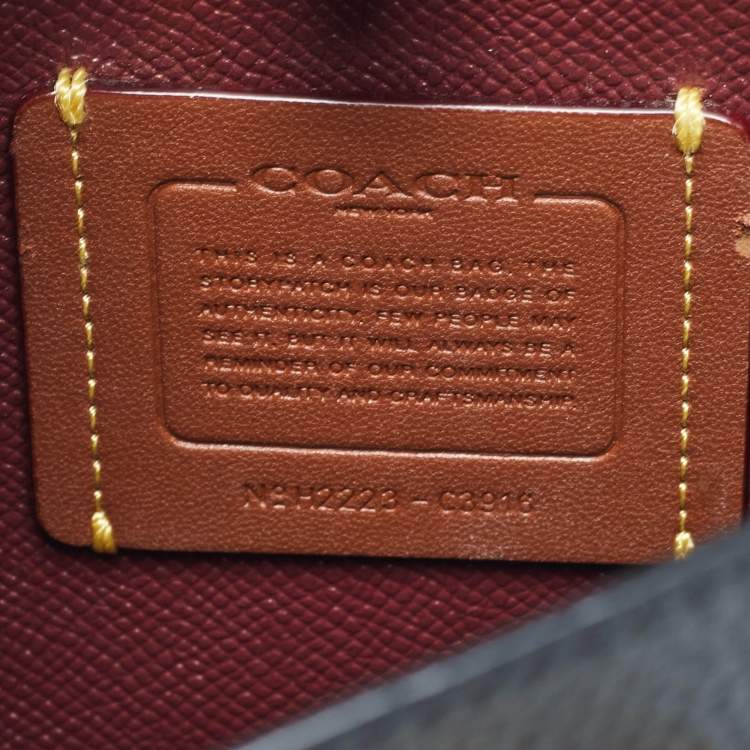 COACH
NEW YORK
THIS IS A COACH BAG. THE
STORYPATCH IS OUR BADGE OF
AUTHENTICITY. FEW PEOPLE MAY
SEE IT, BUT IT WILL ALWAYS BE A
REMINDER OF OUR COMMITMENT
TO QUALITY AND CRAFTSMANSHIP.
Nº H2223 - C3916